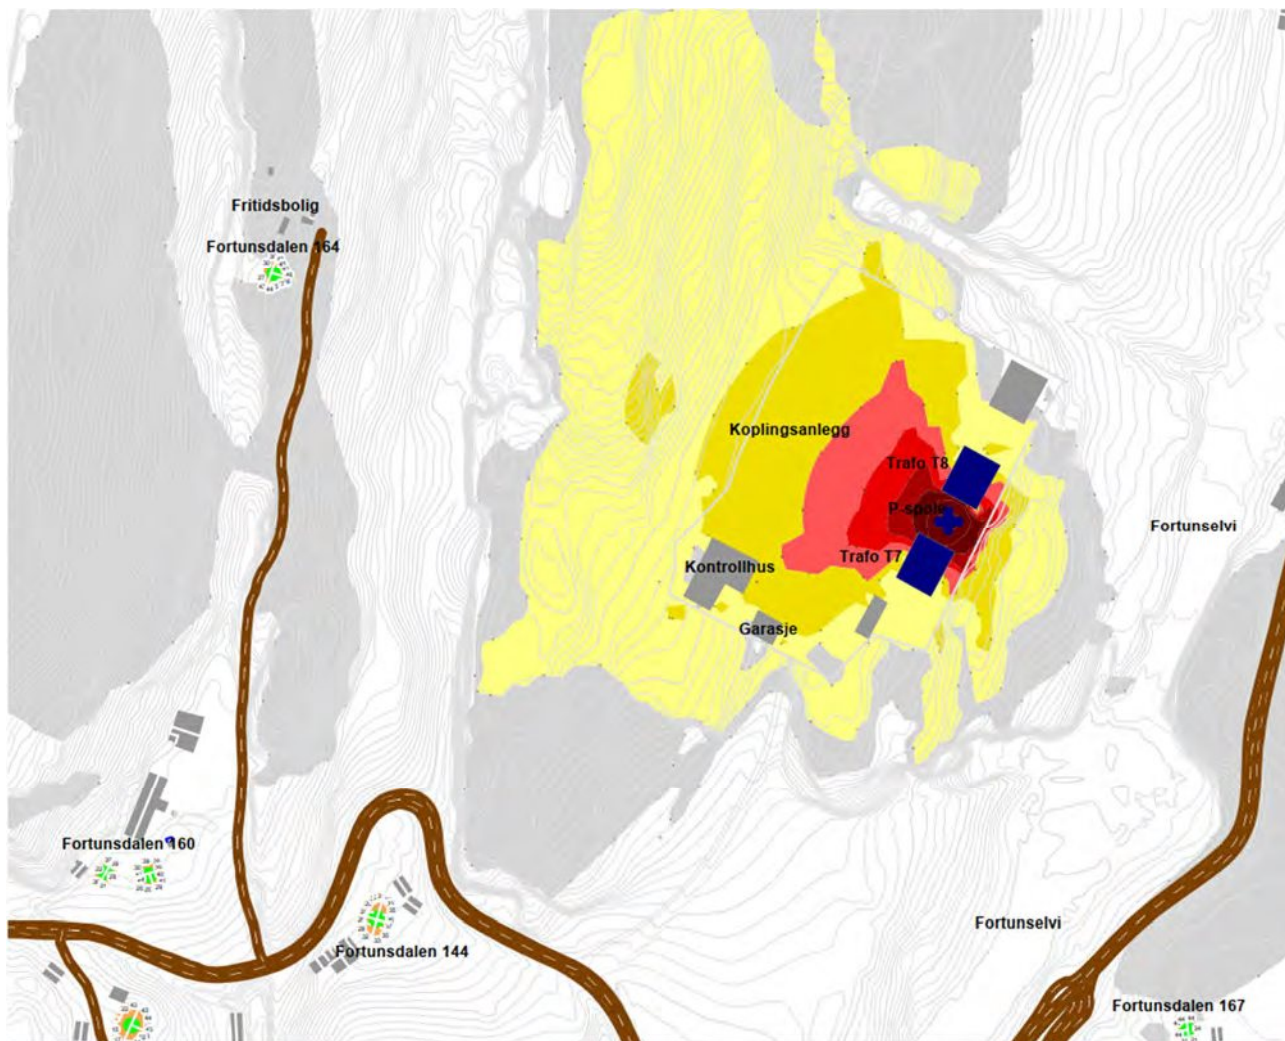 Fritidsbolig
Fortunsdalen 164
Koplingsanlegg
Trafo T8
P-spole
Fortunselvi
Trafo T7
Kontrollhus
Garasje
Fortunsdalen 160
Fortunselvi
Fortunsdalen 144
Fortunsdalen 167